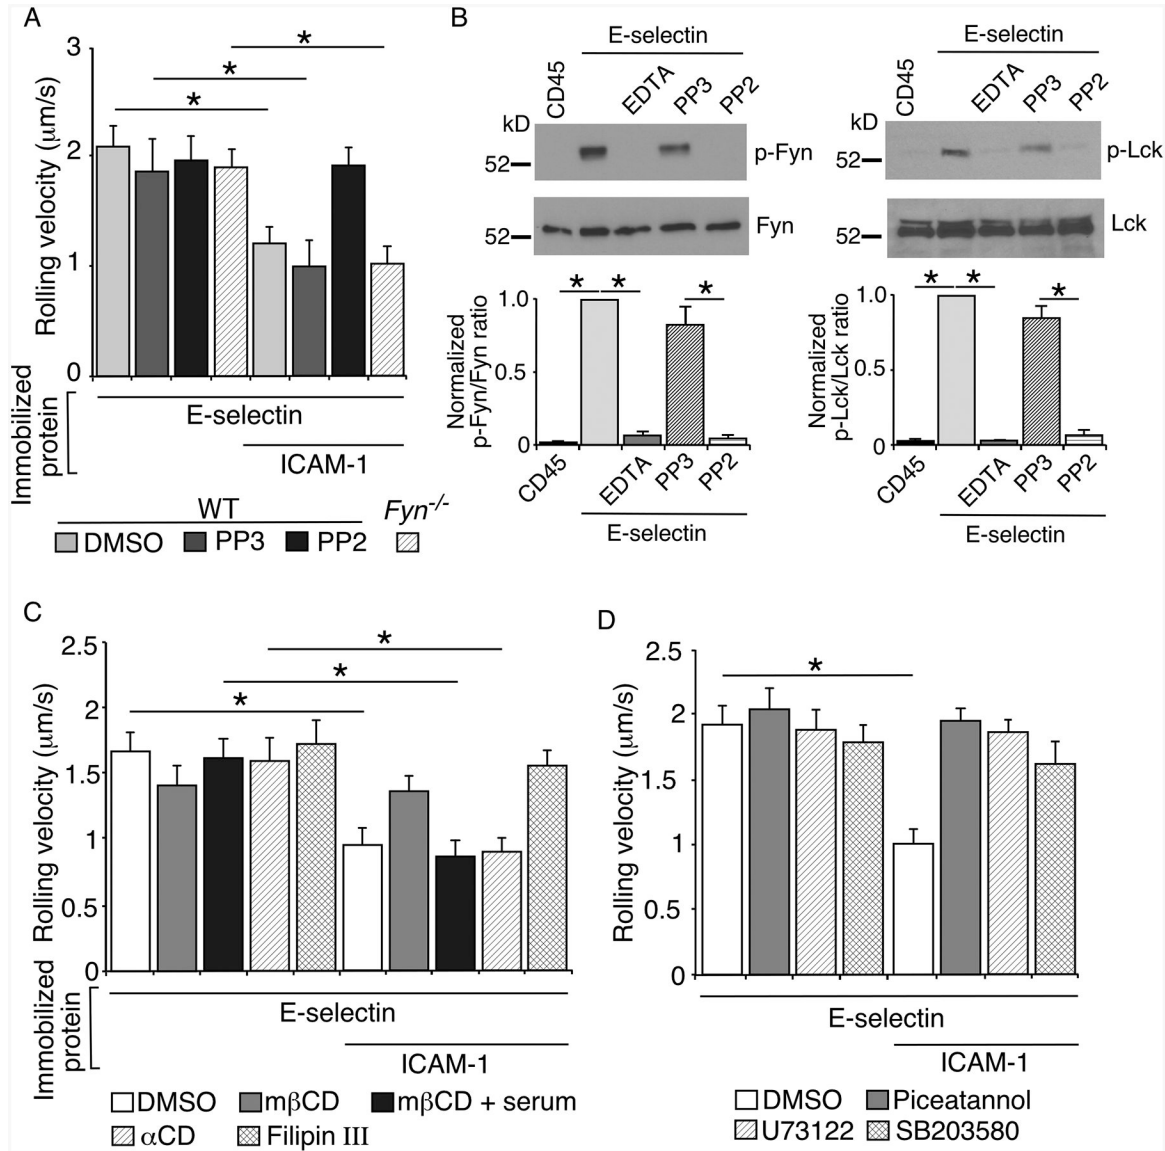 A
3
2
1
0
Rolling velocity (μm/s)
*
*
*
Immobilized
protein
E-selectin
ICAM-1
WT
Fyn-/-
DMSO
PP3
PP2
B
E-selectin
CD45
EDTA
PP3
PP2
kD
52
p-Fyn
52
Fyn
*
*
*
1.0
0.5
0
Normalized
p-Fyn/Fyn ratio
CD45
EDTA
PP3
PP2
E-selectin
E-selectin
CD45
EDTA
PP3
PP2
kD
52
p-Lck
52
Lck
*
*
*
1.0
0.5
0
Normalized
p-Lck/Lck ratio
CD45
EDTA
PP3
PP2
E-selectin
C
2.5
2
1.5
1
0.5
0
Rolling velocity (μm/s)
*
*
*
Immobilized
protein
E-selectin
ICAM-1
DMSO
mβCD
mβCD + serum
αCD
Filipin III
D
2.5
2
1.5
1
0.5
0
Rolling velocity (μm/s)
*
E-selectin
ICAM-1
DMSO
Piceatannol
U73122
SB203580